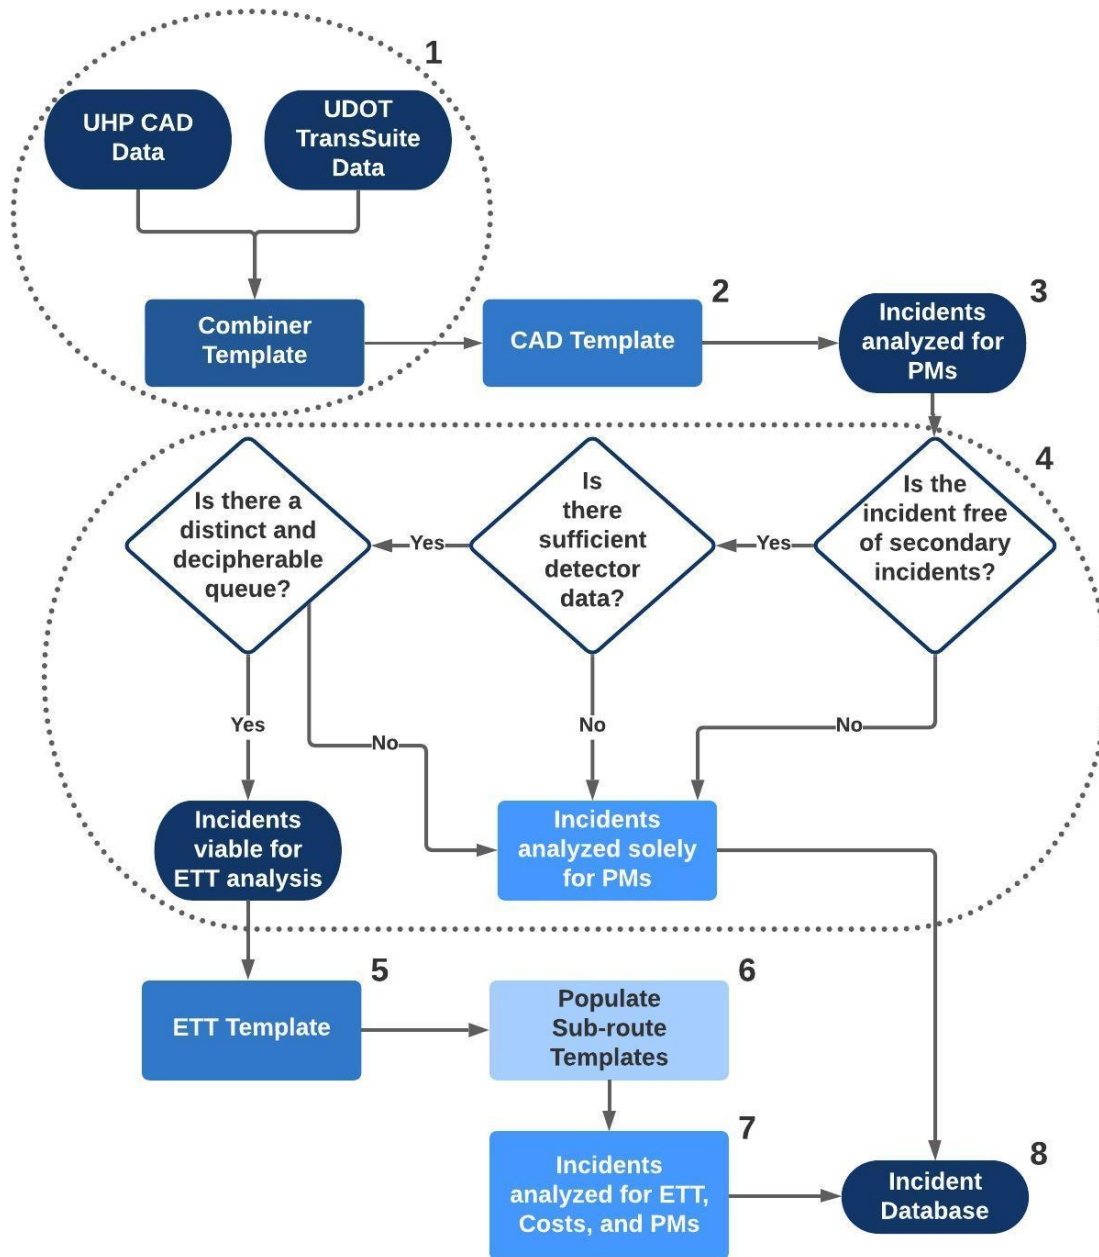 1
UHP CAD
Data
UDOT
TransSuite
Data
Combiner
Template
2
CAD Template
3
Incidents
analyzed for
PMs
4
Is the
incident free
of secondary
incidents?
Yes
No
Is
there
sufficient
detector
data?
Yes
No
Is there a
distinct and
decipherable
queue?
Yes
No
Incidents
viable for
ETT analysis
Incidents
analyzed solely
for PMs
5
ETT Template
6
Populate
Sub-route
Templates
7
Incidents
analyzed for ETT,
Costs, and PMs
8
Incident
Database